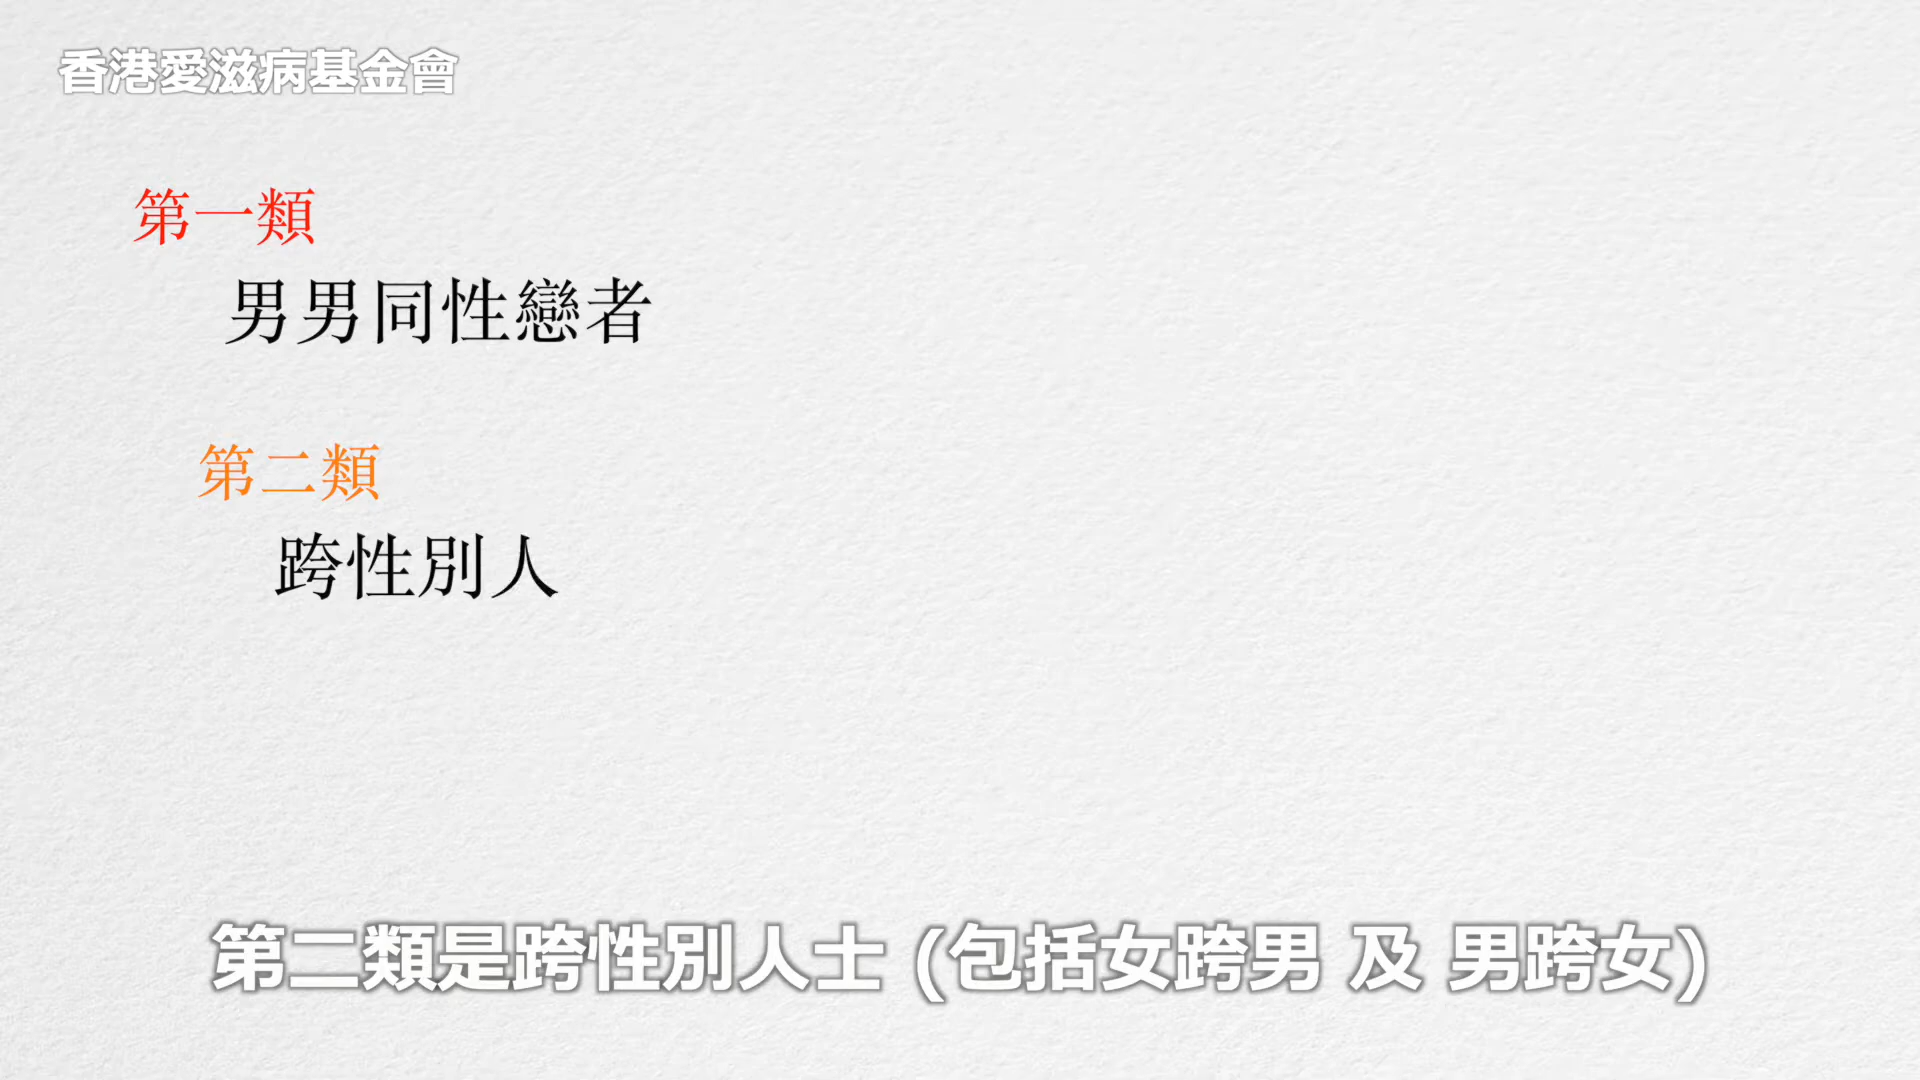 香港愛滋病基金會
第一類
男男同性戀者
第二類
跨性別人
第二類是跨性別人士 (包括女跨男 及 男跨女)